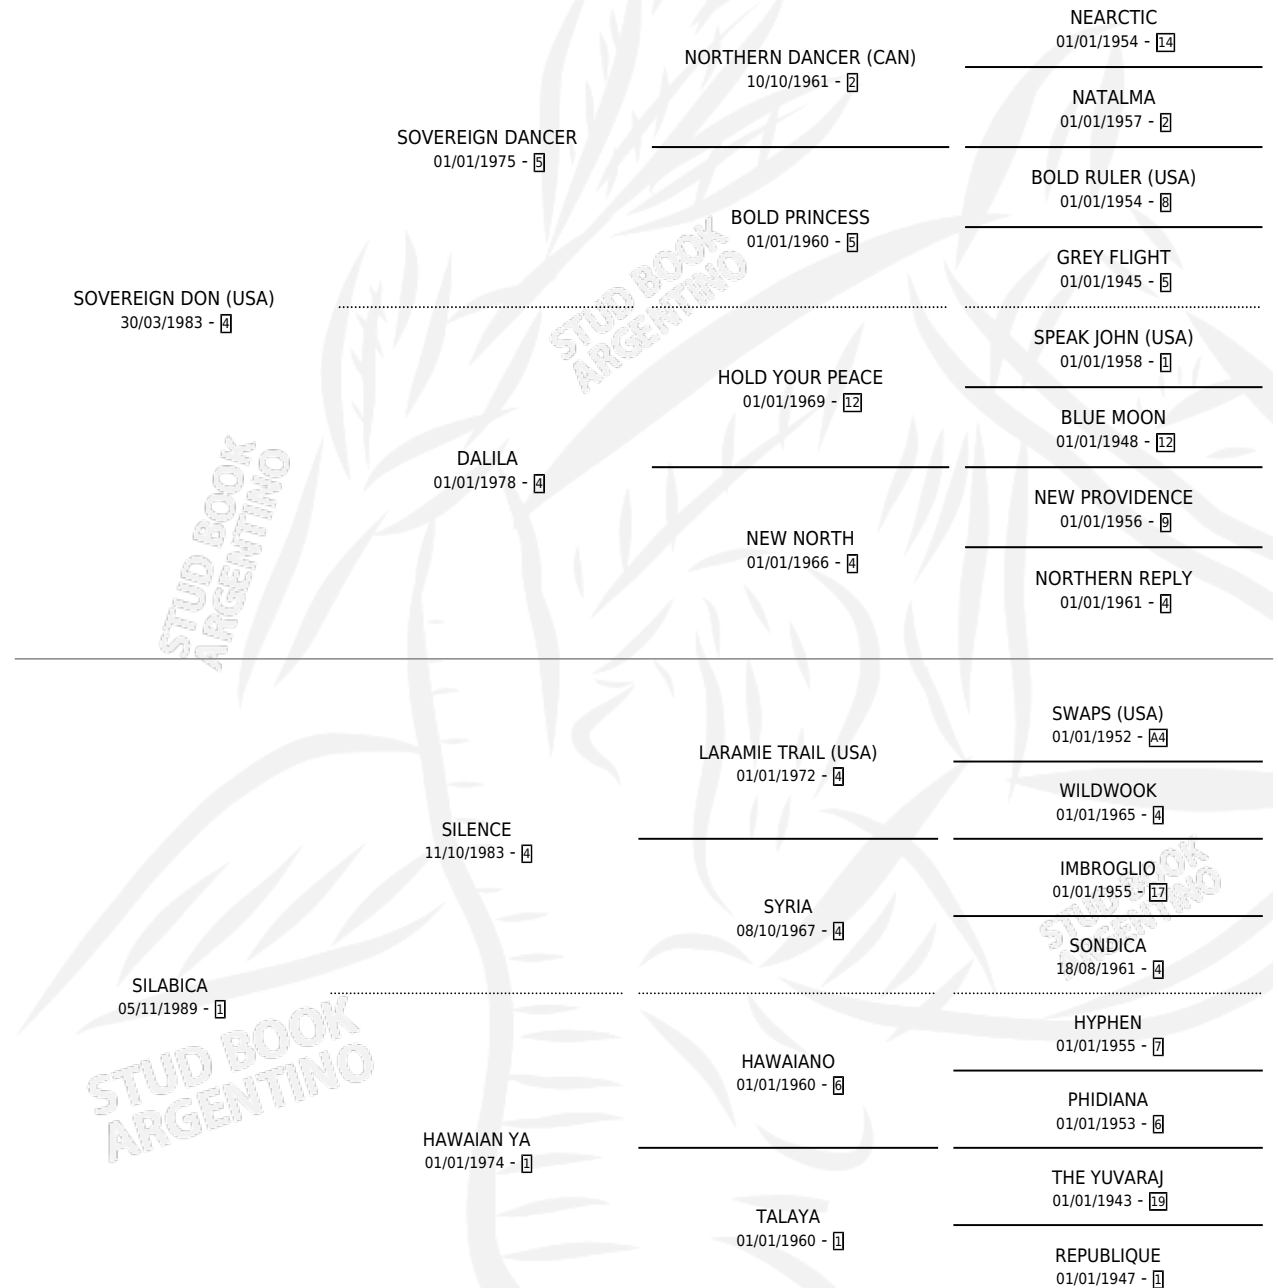 NEARCTIC
01/01/1954 - 14
NORTHERN DANCER (CAN)
10/10/1961 - 2
NATALMA
01/01/1957 - 2
SOVEREIGN DANCER
01/01/1975 - 5
BOLD RULER (USA)
01/01/1954 - 8
BOLD PRINCESS
01/01/1960 - 5
GREY FLIGHT
01/01/1945 - 5
SOVEREIGN DON (USA)
30/03/1983 - 4
SPEAK JOHN (USA)
01/01/1958 - 1
HOLD YOUR PEACE
01/01/1969 - 12
BLUE MOON
01/01/1948 - 12
DALILA
01/01/1978 - 4
NEW PROVIDENCE
01/01/1956 - 9
NEW NORTH
01/01/1966 - 4
NORTHERN REPLY
01/01/1961 - 4
SWAPS (USA)
01/01/1952 - A4
LARAMIE TRAIL (USA)
01/01/1972 - 4
WILDWOOK
01/01/1965 - 4
SILENCE
11/10/1983 - 4
IMBROGLIO
01/01/1955 - 17
SYRIA
08/10/1967 - 4
SONDICA
18/08/1961 - 4
SILABICA
05/11/1989 - 1
HYPHEN
01/01/1955 - 7
HAWAIANO
01/01/1960 - 6
PHIDIANA
01/01/1953 - 6
HAWAIAN YA
01/01/1974 - 1
THE YUVARAJ
01/01/1943 - 19
TALAYA
01/01/1960 - 1
REPUBLIQUE
01/01/1947 - 1
STUD BOOK
ARGENTINO
STUD BOOK
ARGENTINO
STUD BOOK
ARGENTINO
STUD BOOK
ARGENTINO